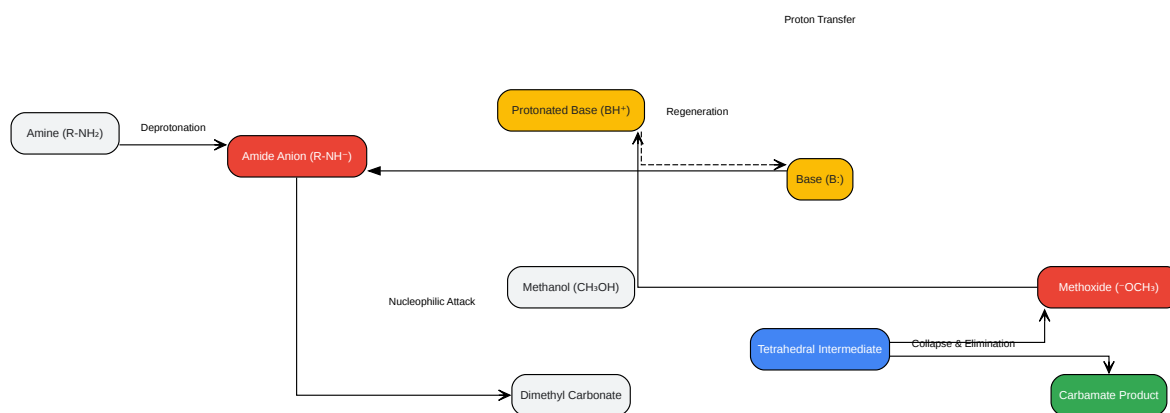 Proton Transfer
Protonated Base (BH⁺)
Regeneration
Amine (R-NH₂)
Deprotonation
Amide Anion (R-NH⁻)
Base (B:)
Methanol (CH₃OH)
Methoxide (⁻OCH₃)
Nucleophilic Attack
Tetrahedral Intermediate
Collapse & Elimination
Dimethyl Carbonate
Carbamate Product